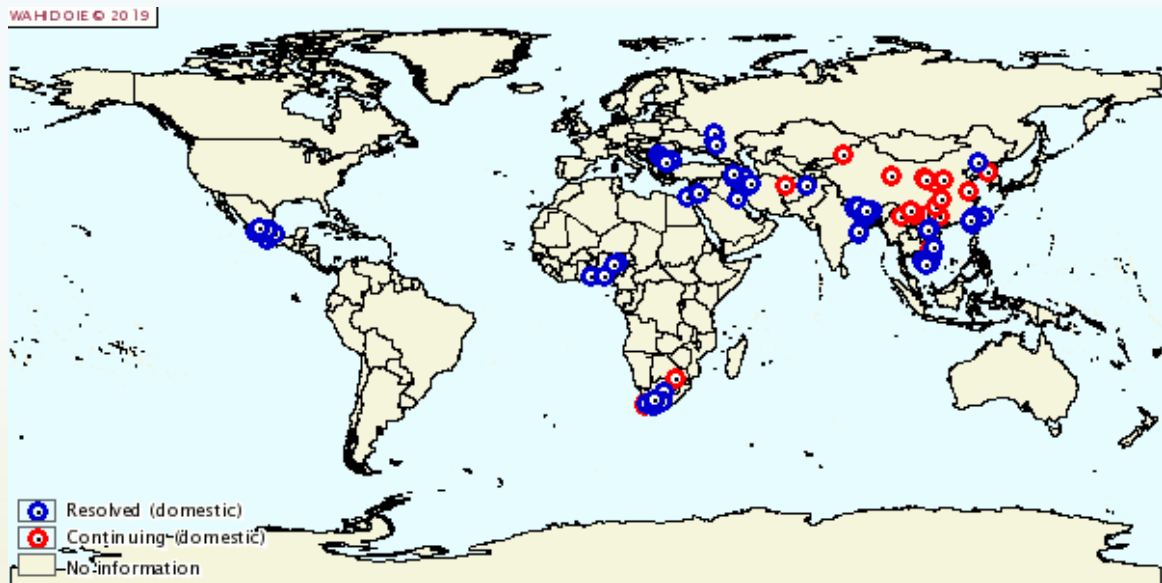 WAHIDOIE © 2019
Resolved (domestic)
Continuing (domestic)
No information